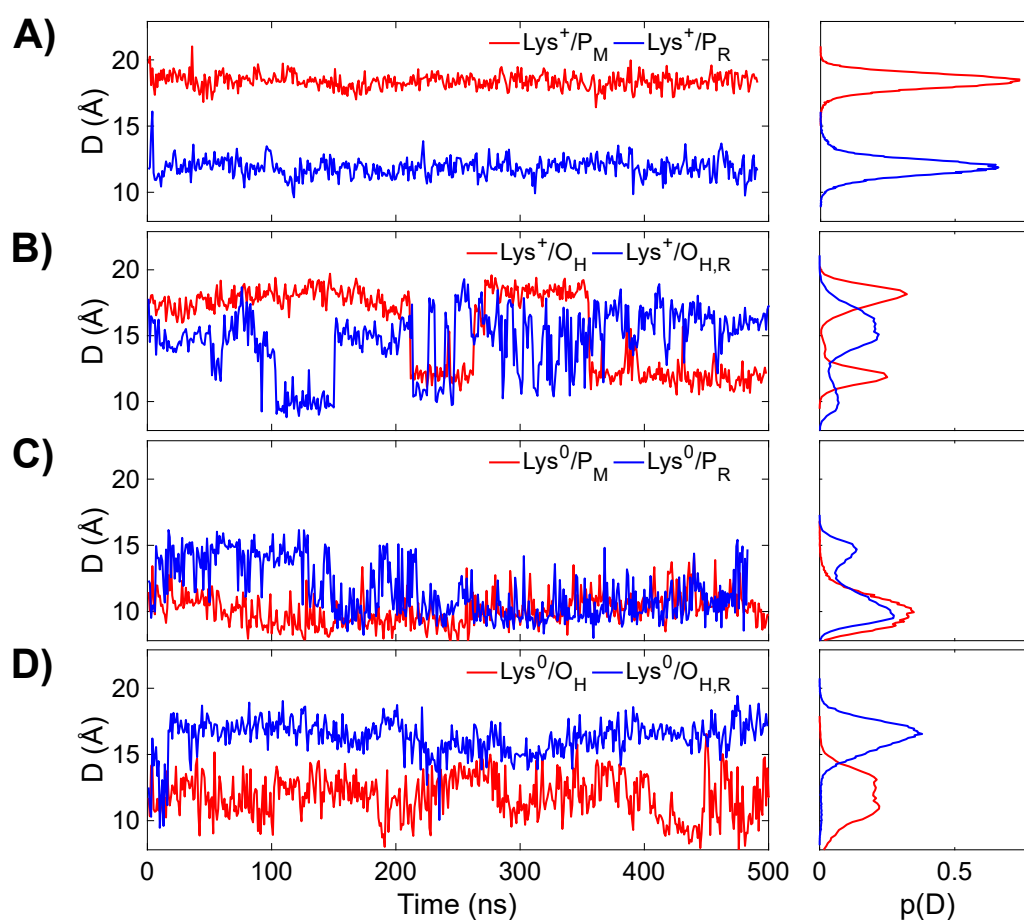 A)
Lys+/PM Lys+/PR
20
15
10
D (Å)
B)
Lys+/OH Lys+/OH,R
20
15
10
D (Å)
C)
Lys0/PM Lys0/PR
20
15
10
D (Å)
D)
Lys0/OH Lys0/OH,R
20
15
10
D (Å)
0 100 200 300 400 500
0 0.5
Time (ns)
p(D)